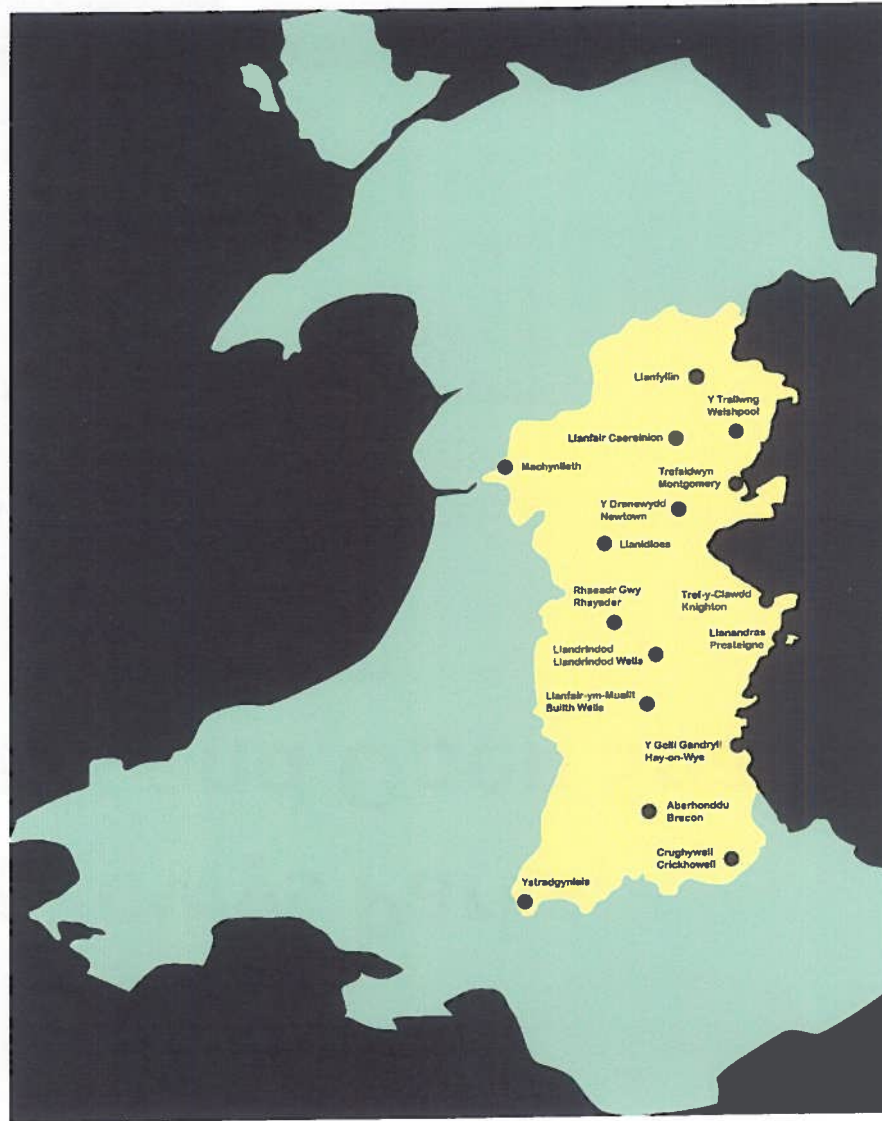 Llanfyllin
Y Trallwng
Welshpool
Llanfair Caereinion
Machynlleth
Trefaldwyn
Montgomery
Y Drenewydd
Newtown
Llanidloes
Rhaeadr Gwy
Rhayader
Tref-y-Clawdd
Knighton
Llanandras
Presteigne
Llandrindod
Llandrindod Wells
Llanfair-ym-Muallt
Builth Wells
Y Gelli Gandryll
Hay-on-Wye
Aberhonddu
Brecon
Crughywell
Crickhowell
Ystradgynlais